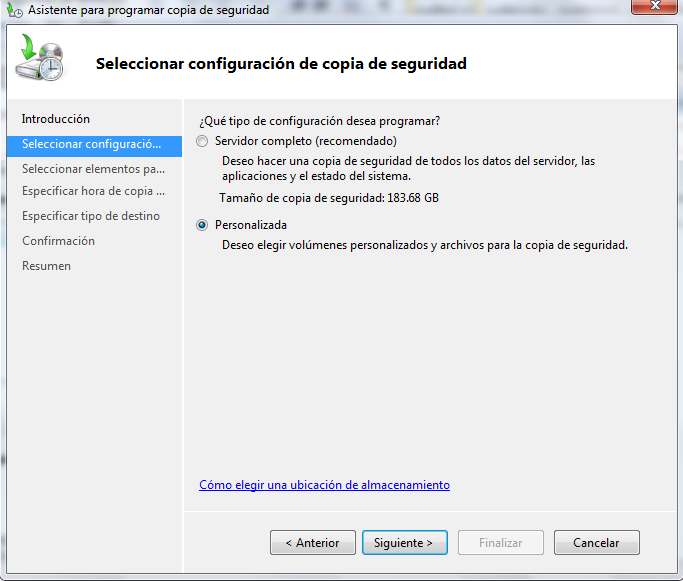 Asistente para programar copia de seguridad
Seleccionar configuración de copia de seguridad
Introducción
Seleccionar configuració...
Seleccionar elementos pa...
Especificar hora de copia ...
Especificar tipo de destino
Confirmación
Resumen
¿Qué tipo de configuración desea programar?
Servidor completo (recomendado)
Deseo hacer una copia de seguridad de todos los datos del servidor, las
aplicaciones y el estado del sistema.
Tamaño de copia de seguridad: 183.68 GB
Personalizada
Deseo elegir volúmenes personalizados y archivos para la copia de seguridad.
Cómo elegir una ubicación de almacenamiento
< Anterior
Siguiente >
Finalizar
Cancelar